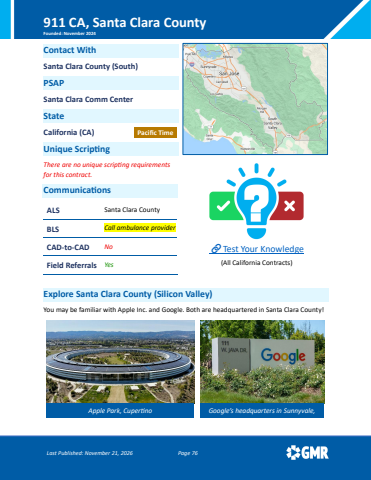 911 CA, Santa Clara County
Founded: November 2020
Contact With
Santa Clara County (South)
PSAP
Santa Clara Comm Center
State
California (CA)
Pacific Time
Unique Scripting
There are no unique scripting requirements
for this contract.
Communications
ALS
Santa Clara County
BLS
Call ambulance provider
CAD-to-CAD
No
Field Referrals
Yes
San Jose
Test Your Knowledge
(All California Contracts)
Explore Santa Clara County (Silicon Valley)
You may be familiar with Apple Inc. and Google. Both are headquartered in Santa Clara County!
Google
Apple Park, Cupertino
Google's headquarters in Sunnyvale,
Last Published: November 21, 2026
Page 76
GMR